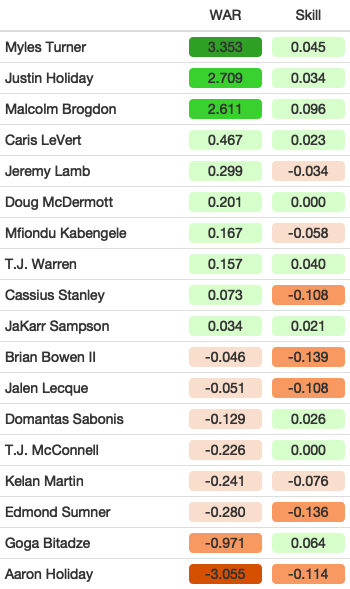 WAR Skill
Myles Turner 3.353 0.045
Justin Holiday 2.709 0.034
Malcolm Brogdon 2.611 0.096
Caris LeVert 0.467 0.023
Jeremy Lamb 0.299 -0.034
Doug McDermott 0.201 0.000
Mfiondu Kabengele 0.167 -0.058
T.J. Warren 0.157 0.040
Cassius Stanley 0.073 -0.108
JaKarr Sampson 0.034 0.021
Brian Bowen II -0.046 -0.139
Jalen Lecque -0.051 -0.108
Domantas Sabonis -0.129 0.026
T.J. McConnell -0.226 0.000
Kelan Martin -0.241 -0.076
Edmond Sumner -0.280 -0.136
Goga Bitadze -0.971 0.064
Aaron Holiday -3.055 -0.114